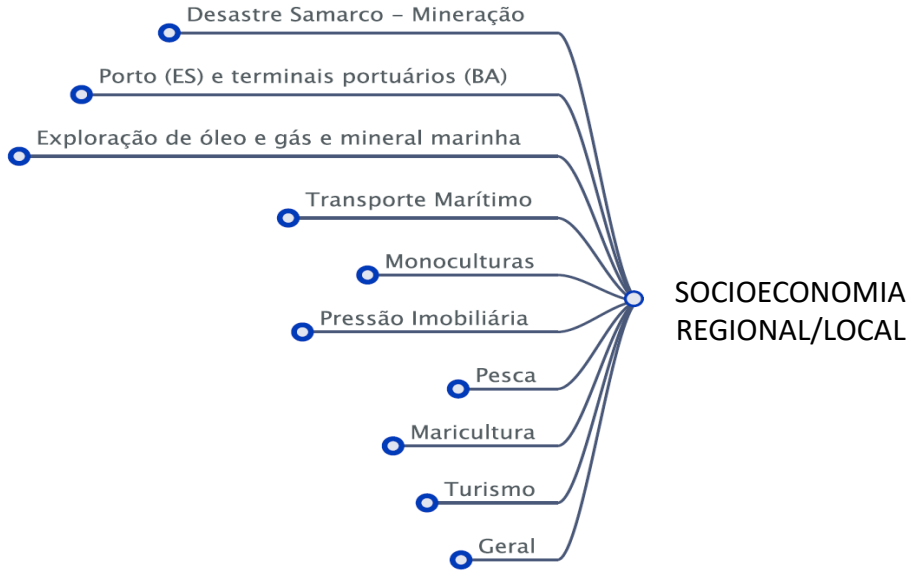 Desastre Samarco – Mineração
Porto (ES) e terminais portuários (BA)
Exploração de óleo e gás e mineral marinha
Transporte Marítimo
Monoculturas
SOCIOECONOMIA
REGIONAL/LOCAL
Pressão Imobiliária
Pesca
Maricultura
Turismo
Geral